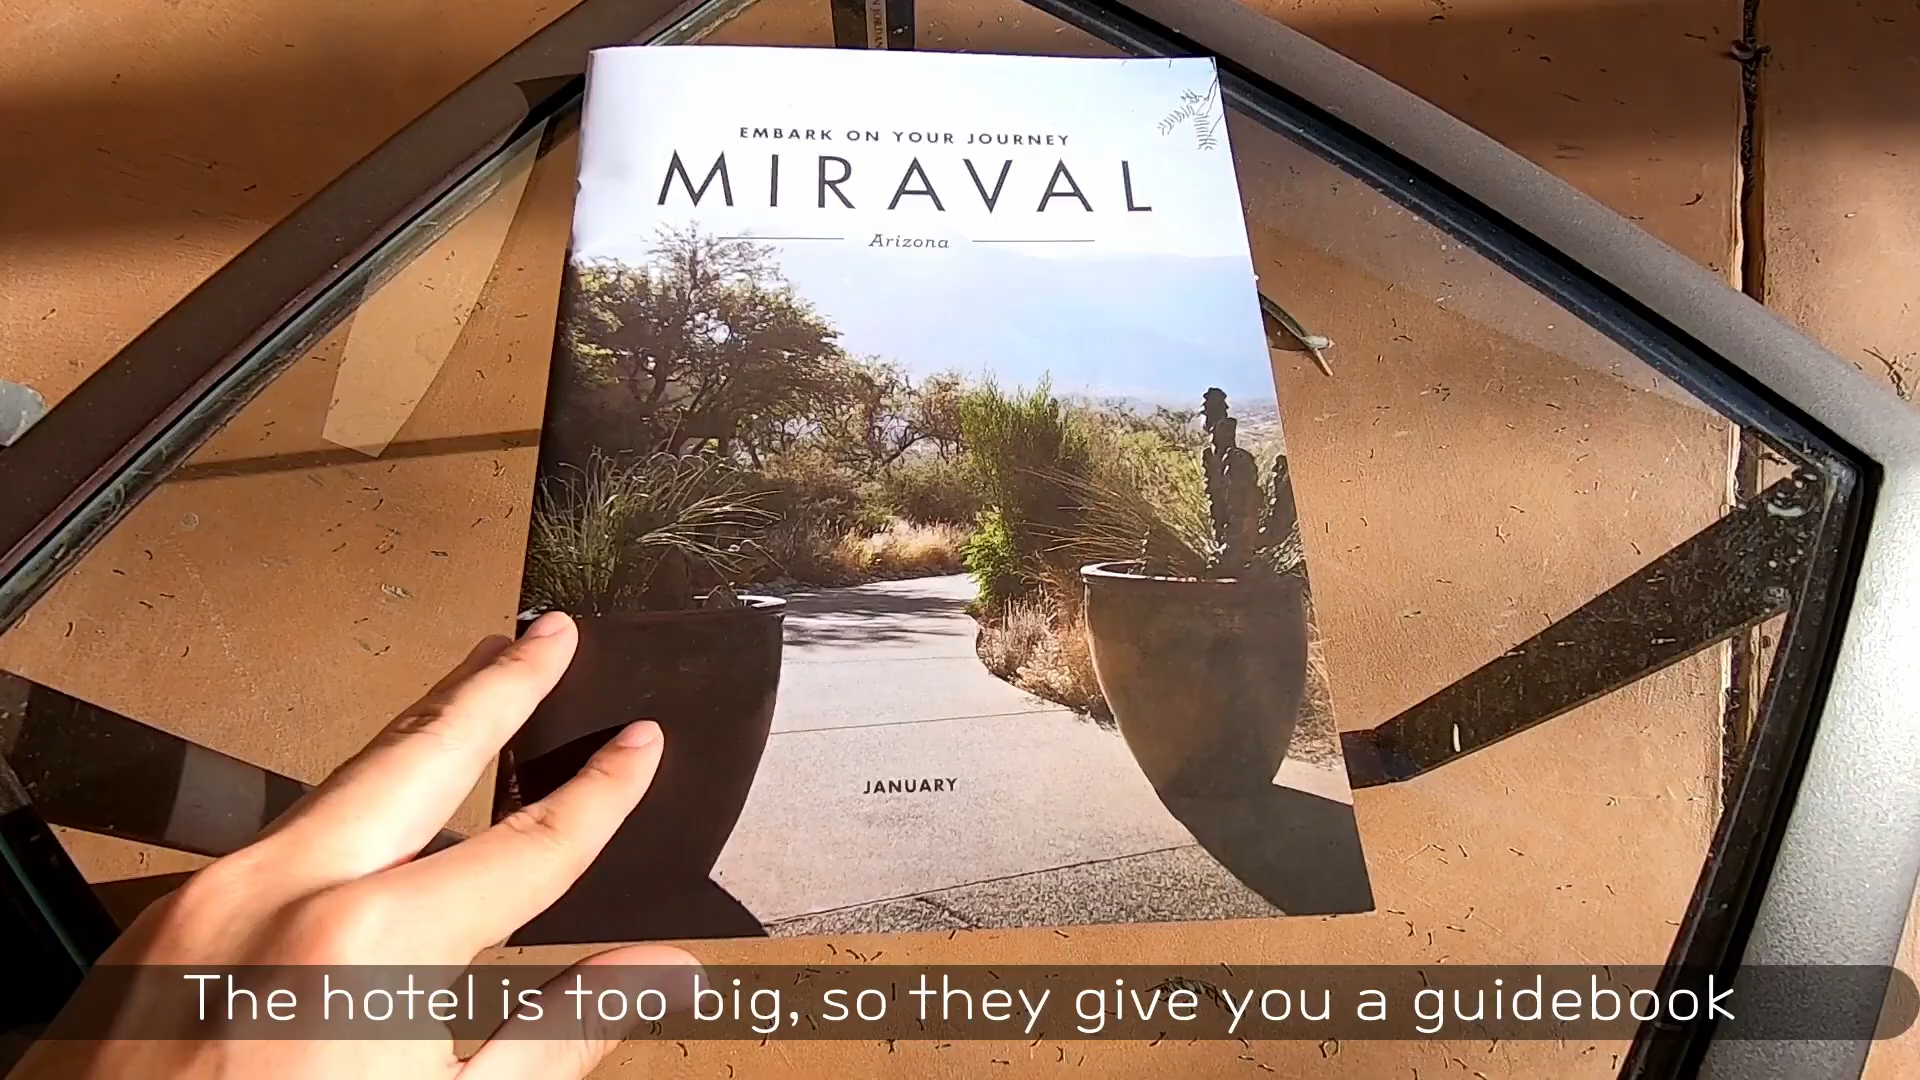 EMBARK ON YOUR JOURNEY
MIRAVAL
Arizona
JANUARY
The hotel is too big, so they give you a guidebook